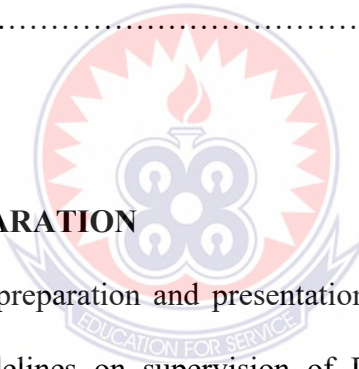 ……………………………………………
ARATION
preparation and presentation
EDUCATION FOR SERVICE
delines on supervision of